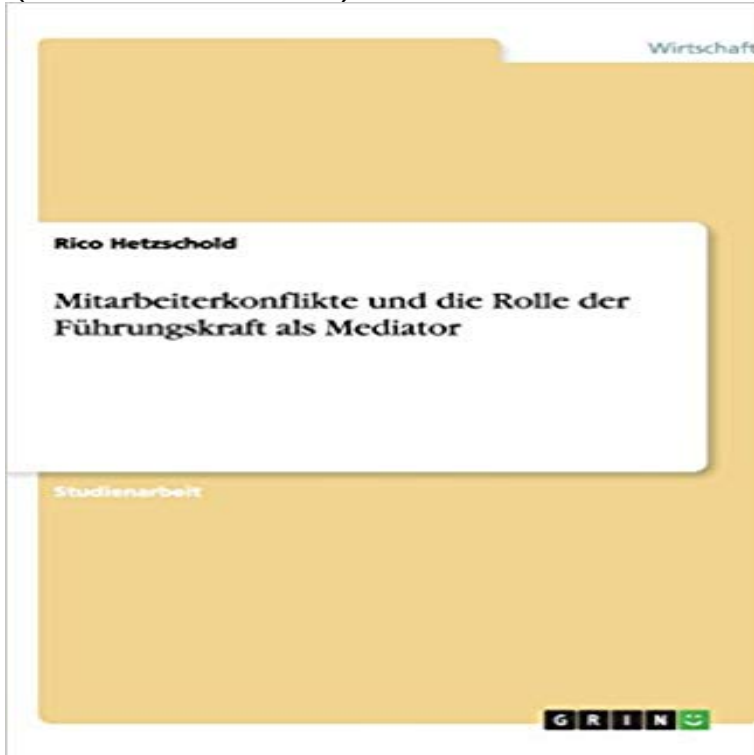 Wirtschaft
Rico Hetzschold
Mitarbeiterkonflikte und die Rolle der
Führungskraft als Mediator
Studienarbeit
GRIN